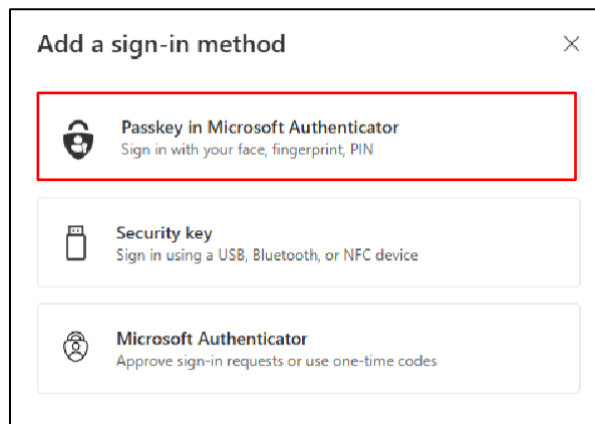 Add a sign-in method
Passkey in Microsoft Authenticator
Sign in with your face, fingerprint, PIN
Security key
Sign in using a USB, Bluetooth, or NFC device
Microsoft Authenticator
Approve sign-in requests or use one-time codes